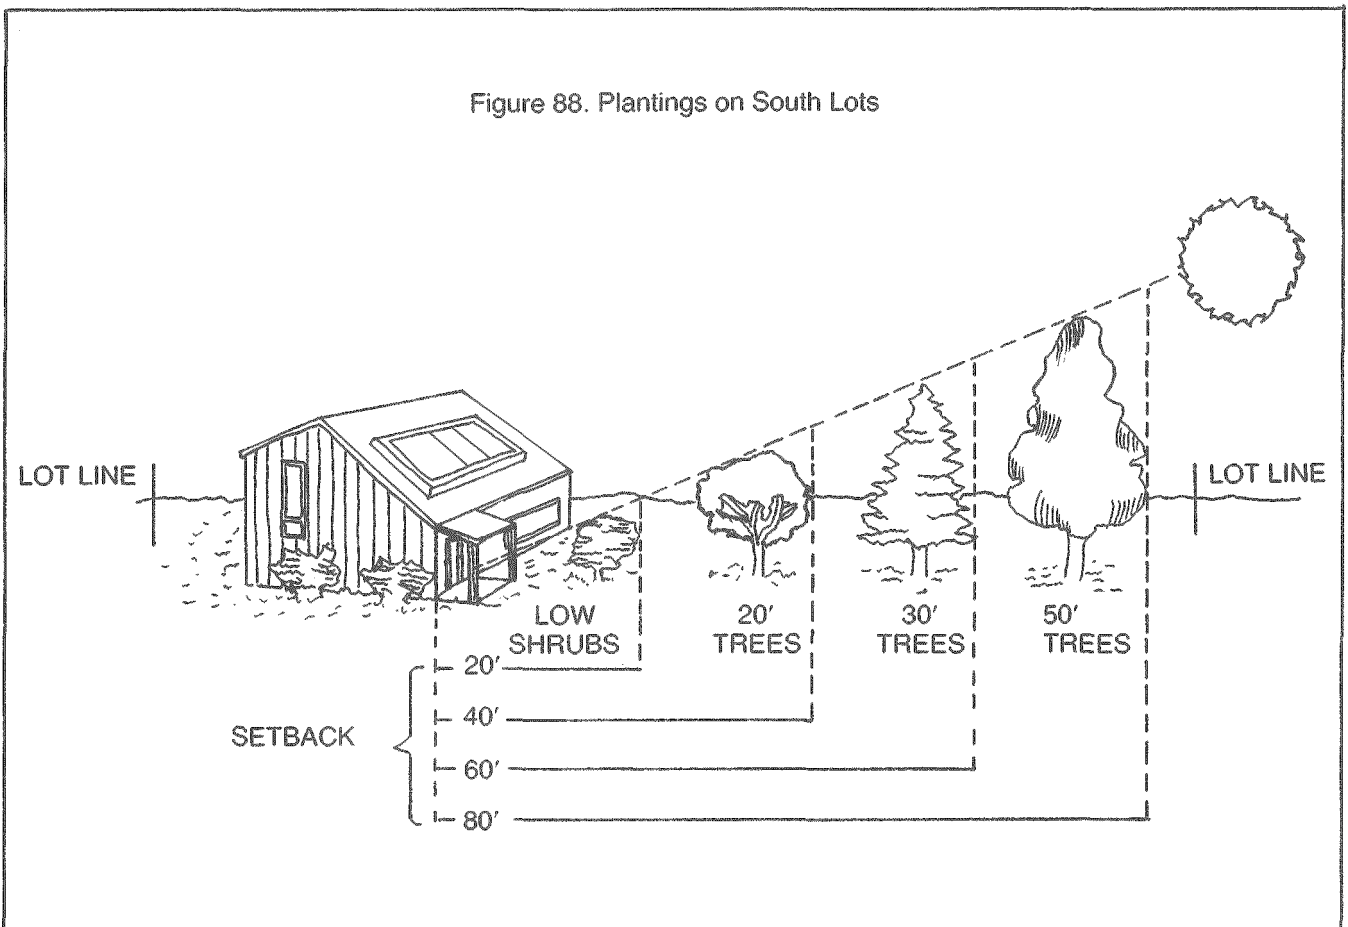 Figure 88. Plantings on South Lots
LOT LINE
LOT LINE
LOW
SHRUBS
20′
TREES
30′
TREES
50′
TREES
SETBACK
20′
40′
60′
80′